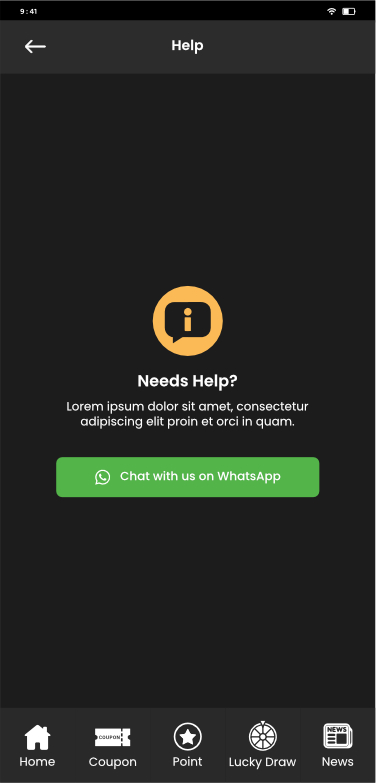 9:41
Help
Needs Help?
Lorem ipsum dolor sit amet, consectetur
adipiscing elit proin et orci in quam.
Chat with us on WhatsApp
COUPON
NEWS
Home
Coupon
Point
Lucky Draw
News